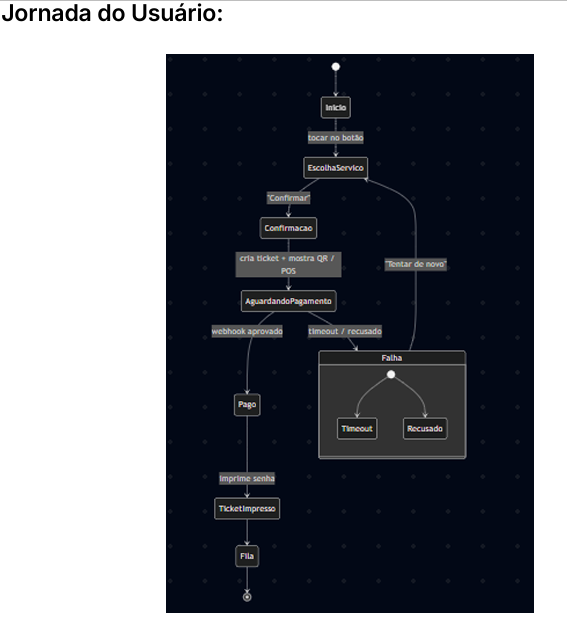 Jornada do Usuário:
Inicio
tocar no botão
EscolhaServico
"Confirmar"
Confirmacao
cria ticket + mostra QR /
POS
"Tentar de novo"
AguardandoPagamento
webhook aprovado
timeout / recusado
Falha
Timeout
Recusado
Pago
imprime senha
TicketImpresso
Fila